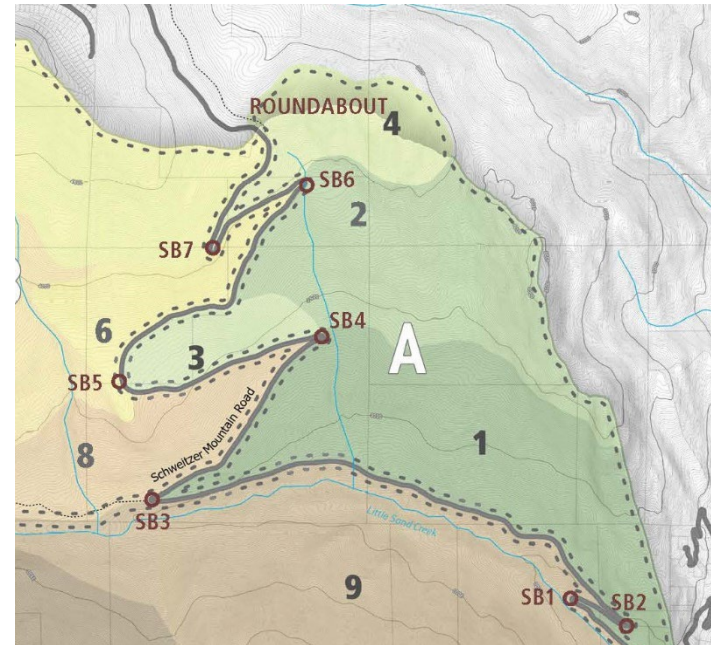 ROUNDABOUT
4
SB6
2
SB7
SB4
6
3
A
SB5
1
8
Schweitzer Mountain Road
SB3
Little Sand Creek
9
SB1
SB2